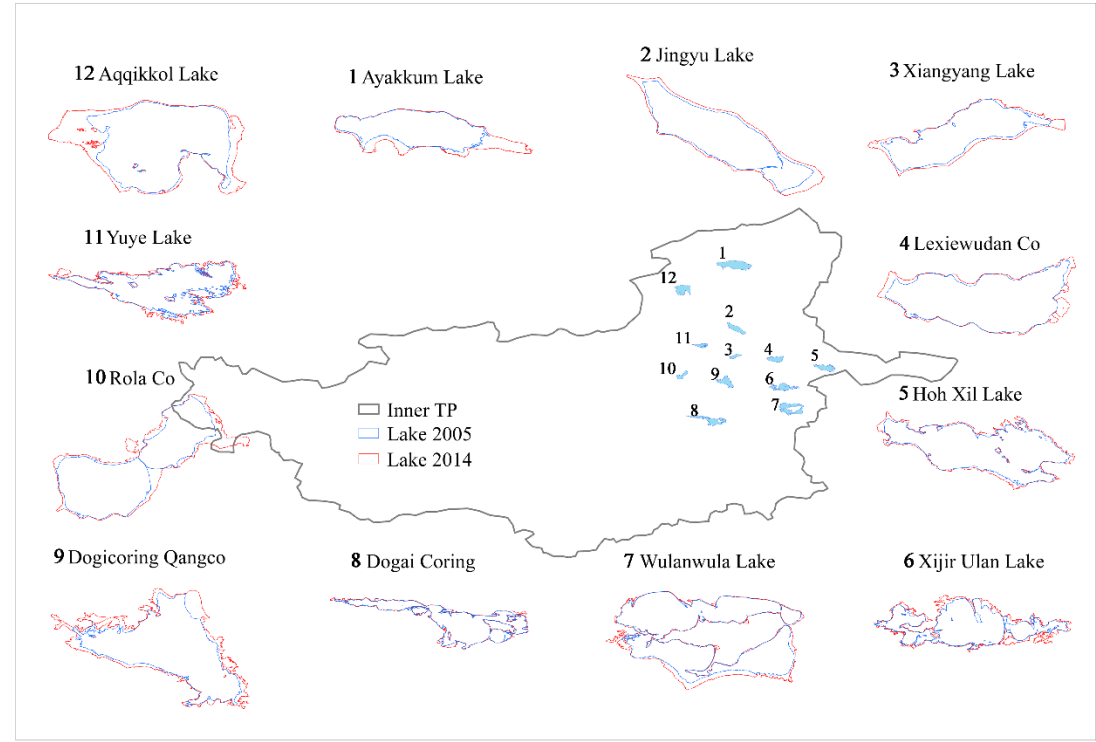 12 Aqqikkol Lake
1 Ayakkum Lake
2 Jingyu Lake
3 Xiangyang Lake
11 Yuye Lake
4 Lexiewudan Co
10 Rola Co
5 Hoh Xil Lake
1
12
2
11
3
4
5
10
9
6
8
7
Inner TP
Lake 2005
Lake 2014
9 Dogicoring Qangco
8 Dogai Coring
7 Wulanwula Lake
6 Xijir Ulan Lake